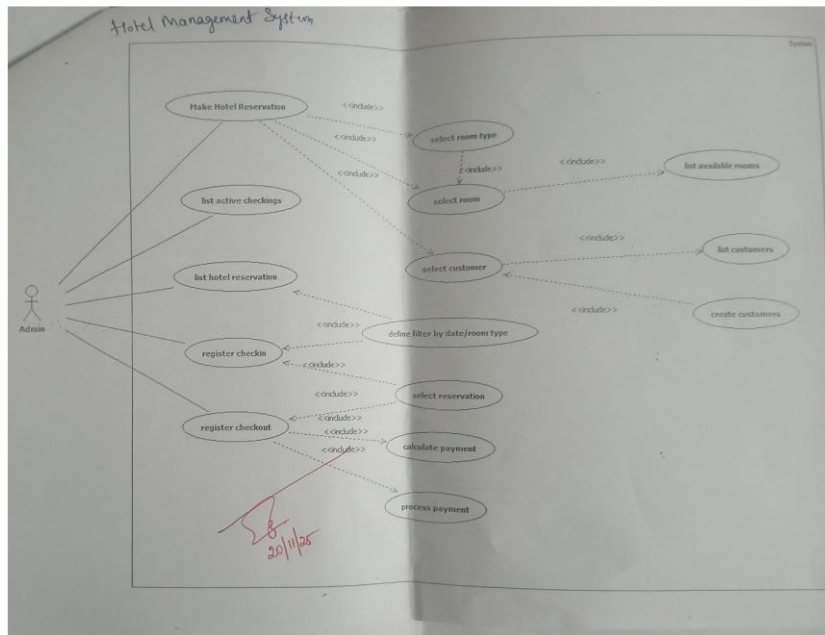 Hotel Management System
System
Make Hotel Reservation
<<include>>
<<include>>
select room type
<<include>>
list available rooms
<<include>>
<<include>>
list active checkings
select room
<<include>>
list customers
select customer
list hotel reservation
<<include>>
create customers
Admin
<<include>>
define filter by date/room type
register checkin
<<include>>
<<include>>
select reservation
<<include>>
register checkout
<<include>>
<<include>>
calculate payment
process payment
20/11/25